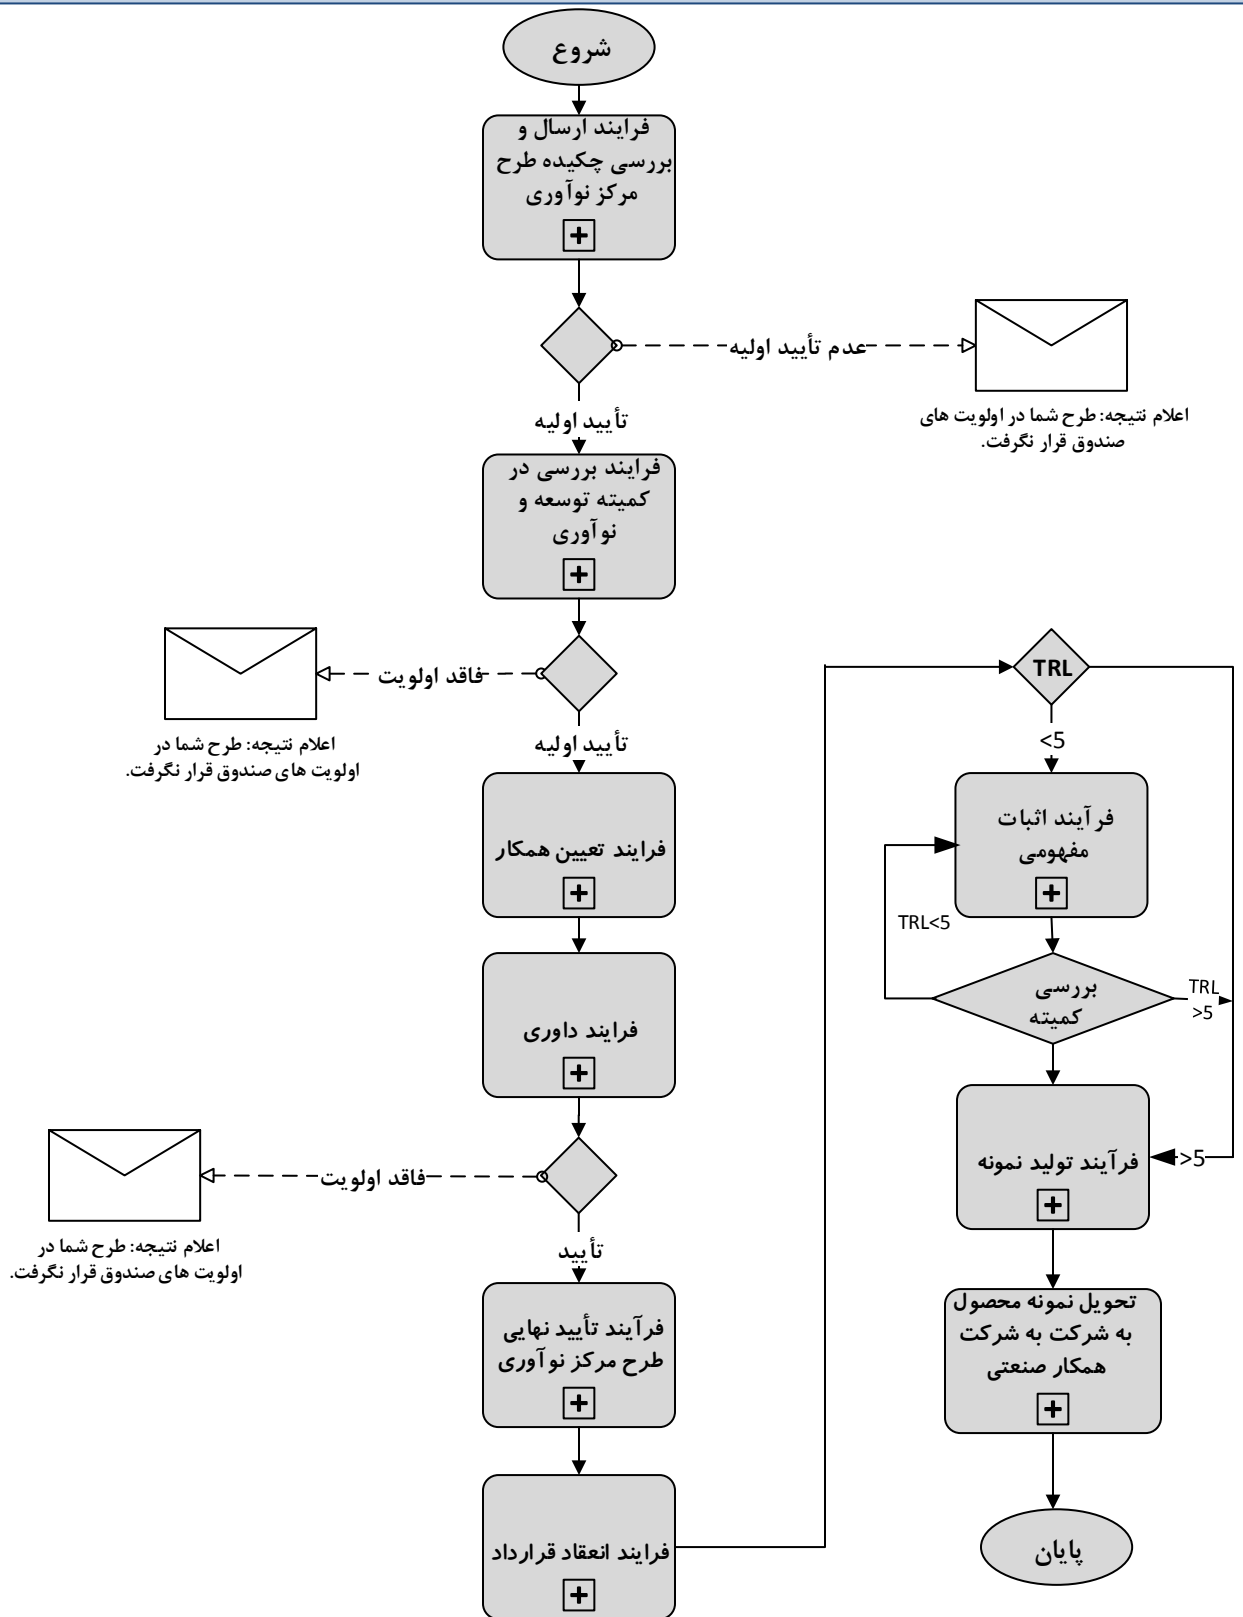 شروع
فرایند ارسال و
بررسی چکیده طرح
مرکز نوآوری
عدم تأیید اولیه
اعلام نتیجه: طرح شما در اولویت های
صندوق قرار نگرفت.
تأیید اولیه
فرایند بررسی در
کمیته توسعه و
نوآوری
فاقد اولویت
اعلام نتیجه: طرح شما در
اولویت های صندوق قرار نگرفت.
تأیید اولیه
فرایند تعیین همکار
فرایند داوری
فاقد اولویت
اعلام نتیجه: طرح شما در
اولویت های صندوق قرار نگرفت.
تأیید
فرآیند تأیید نهایی
طرح مرکز نوآوری
فرایند انعقاد قرارداد
TRL
<5
فرآیند اثبات
مفهومی
TRL<5
بررسی
کمیته
TRL
>5
فرآیند تولید نمونه
>5
تحویل نمونه محصول
به شرکت به شرکت
همکار صنعتی
پایان